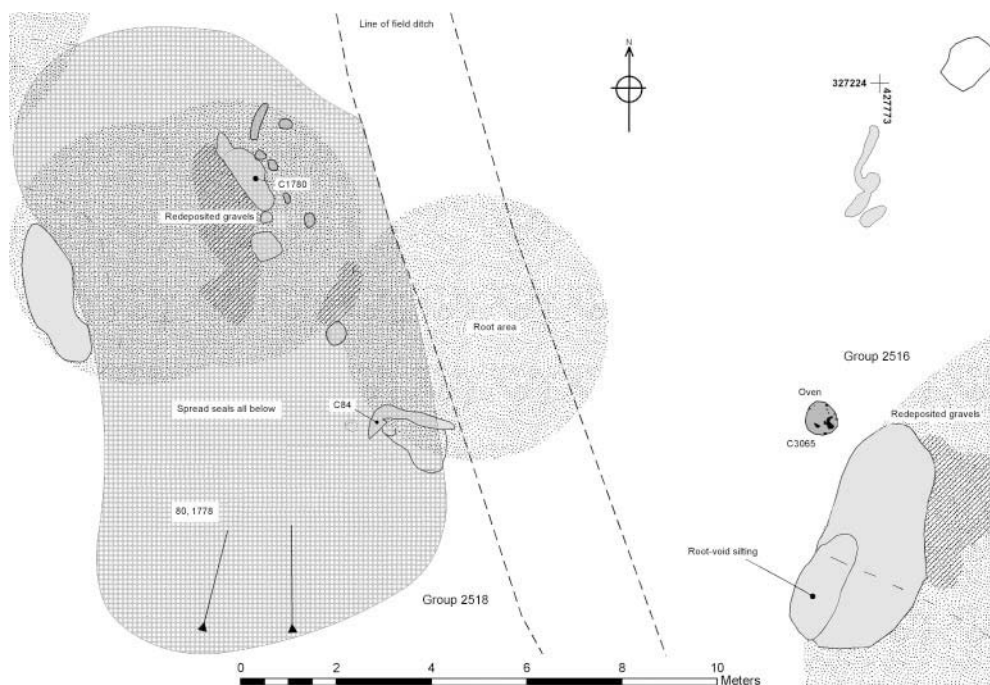 Line of field ditch
N
327224
427773
C1780
Redeposited gravels
Root area
Group 2516
Oven
Spread seals all below
C84
Redeposited gravels
C3065
80, 1778
Root-void silting
Group 2518
0 2 4 6 8 10
Meters